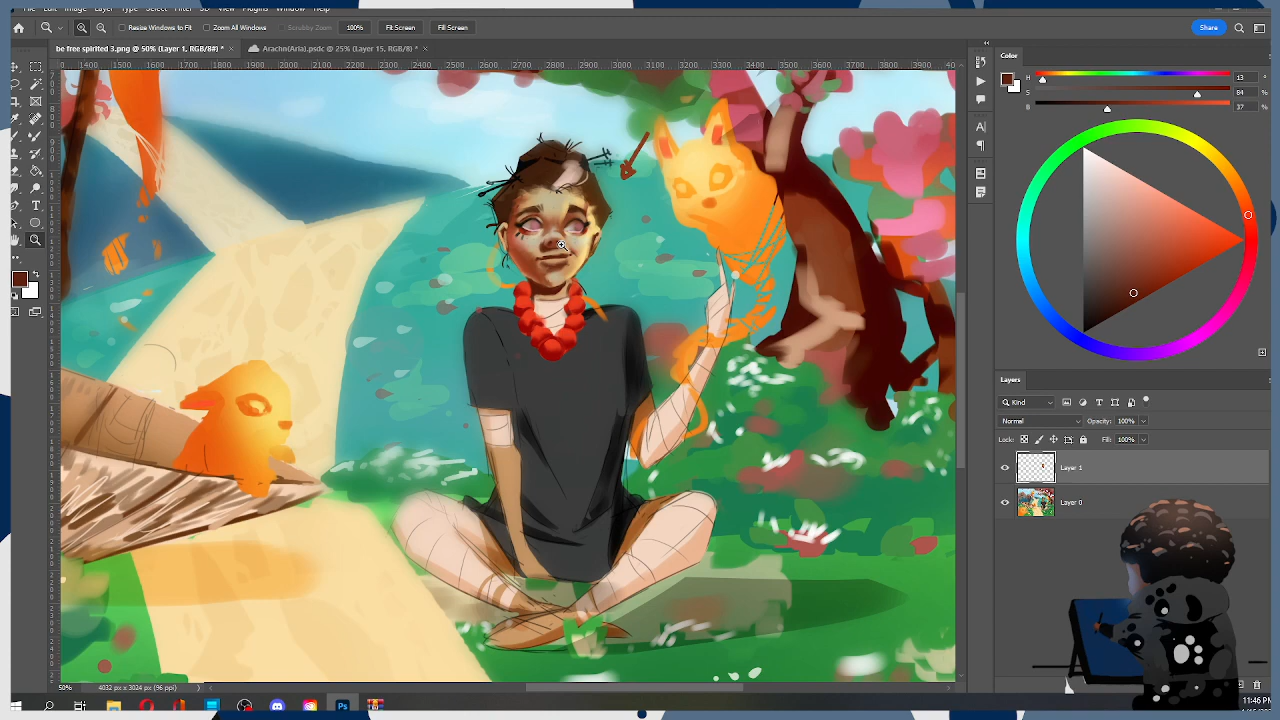 File Edit Image Layer Type Select Filter 3D View Plugins Window Help
Resize Windows to Fit Zoom All Windows Scrubby Zoom 100% Fit Screen Fill Screen Share
be free spirited 3.png @ 50% (Layer 1, RGB/8#) * × Arachn(Aria).psdc @ 25% (Layer 15, RGB/8) * ×
1400 1500 1600 1700 1800 1900 2000 2100 2200 2300 2400 2500 2600 2700 2800 2900 3000 3100 3200 3300 3400 3500 3600 3700 3800 3900
Color
H 13 °
S 84 %
B 37 %
Layers
Kind
Normal Opacity: 100%
Lock: Fill: 100%
Layer 1
Layer 0
50% 4032 px x 3024 px (96 ppi)
Ps
11:46 PM